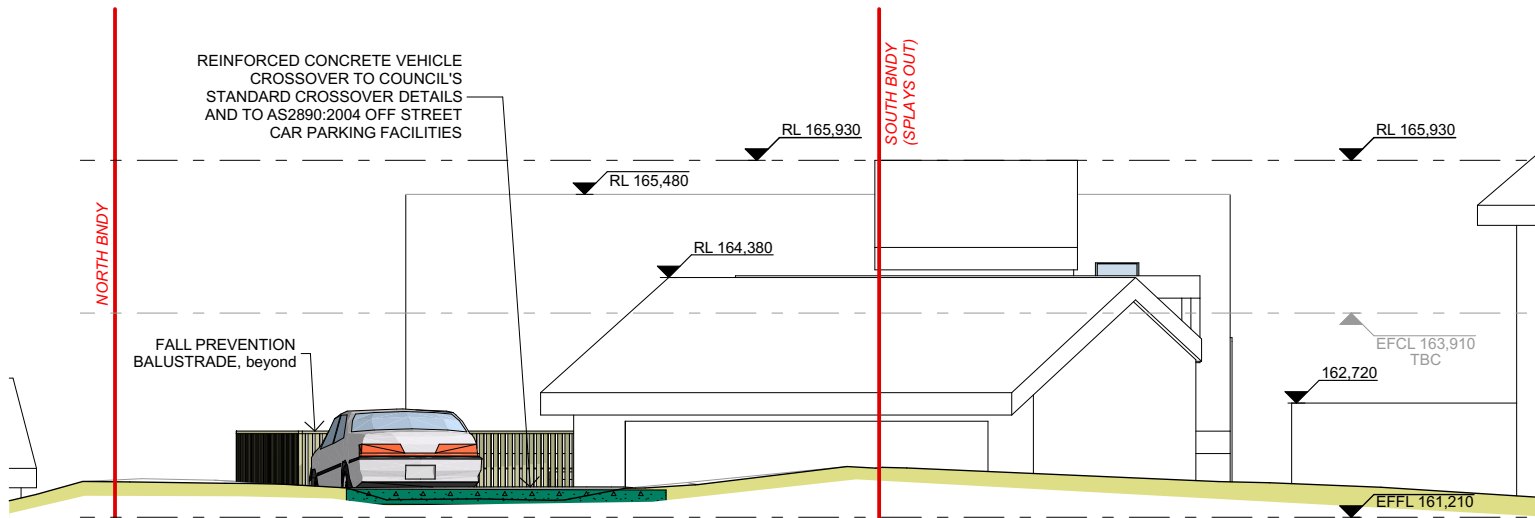 REINFORCED CONCRETE VEHICLE
CROSSOVER TO COUNCIL'S
STANDARD CROSSOVER DETAILS
AND TO AS2890:2004 OFF STREET
CAR PARKING FACILITIES
SOUTH BNDY
(SPLAYS OUT)
RL 165,930
RL 165,930
RL 165,480
NORTH BNDY
RL 164,380
FALL PREVENTION
BALUSTRADE, beyond
EFCL 163,910
TBC
162,720
EFFL 161,210